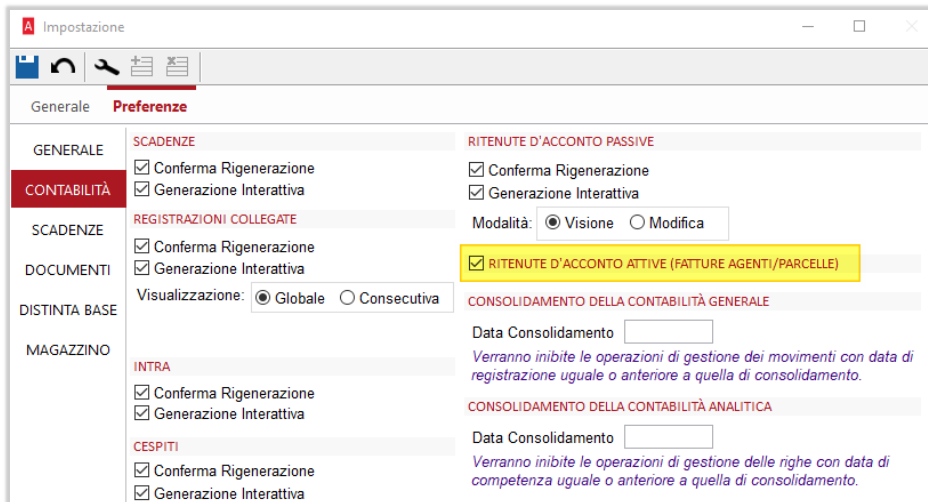 A Impostazione
Generale Preferenze
GENERALE
CONTABILITÀ
SCADENZE
DOCUMENTI
DISTINTA BASE
MAGAZZINO
SCADENZE
Conferma Rigenerazione
Generazione Interattiva
REGISTRAZIONI COLLEGATE
Conferma Rigenerazione
Generazione Interattiva
Visualizzazione: Globale Consecutiva
INTRA
Conferma Rigenerazione
Generazione Interattiva
CESPITI
Conferma Rigenerazione
Generazione Interattiva
RITENUTE D'ACCONTO PASSIVE
Conferma Rigenerazione
Generazione Interattiva
Modalità: Visione Modifica
RITENUTE D'ACCONTO ATTIVE (FATTURE AGENTI/PARCELLE)
CONSOLIDAMENTO DELLA CONTABILITÀ GENERALE
Data Consolidamento
Verranno inibite le operazioni di gestione dei movimenti con data di
registrazione uguale o anteriore a quella di consolidamento.
CONSOLIDAMENTO DELLA CONTABILITÀ ANALITICA
Data Consolidamento
Verranno inibite le operazioni di gestione delle righe con data di
competenza uguale o anteriore a quella di consolidamento.